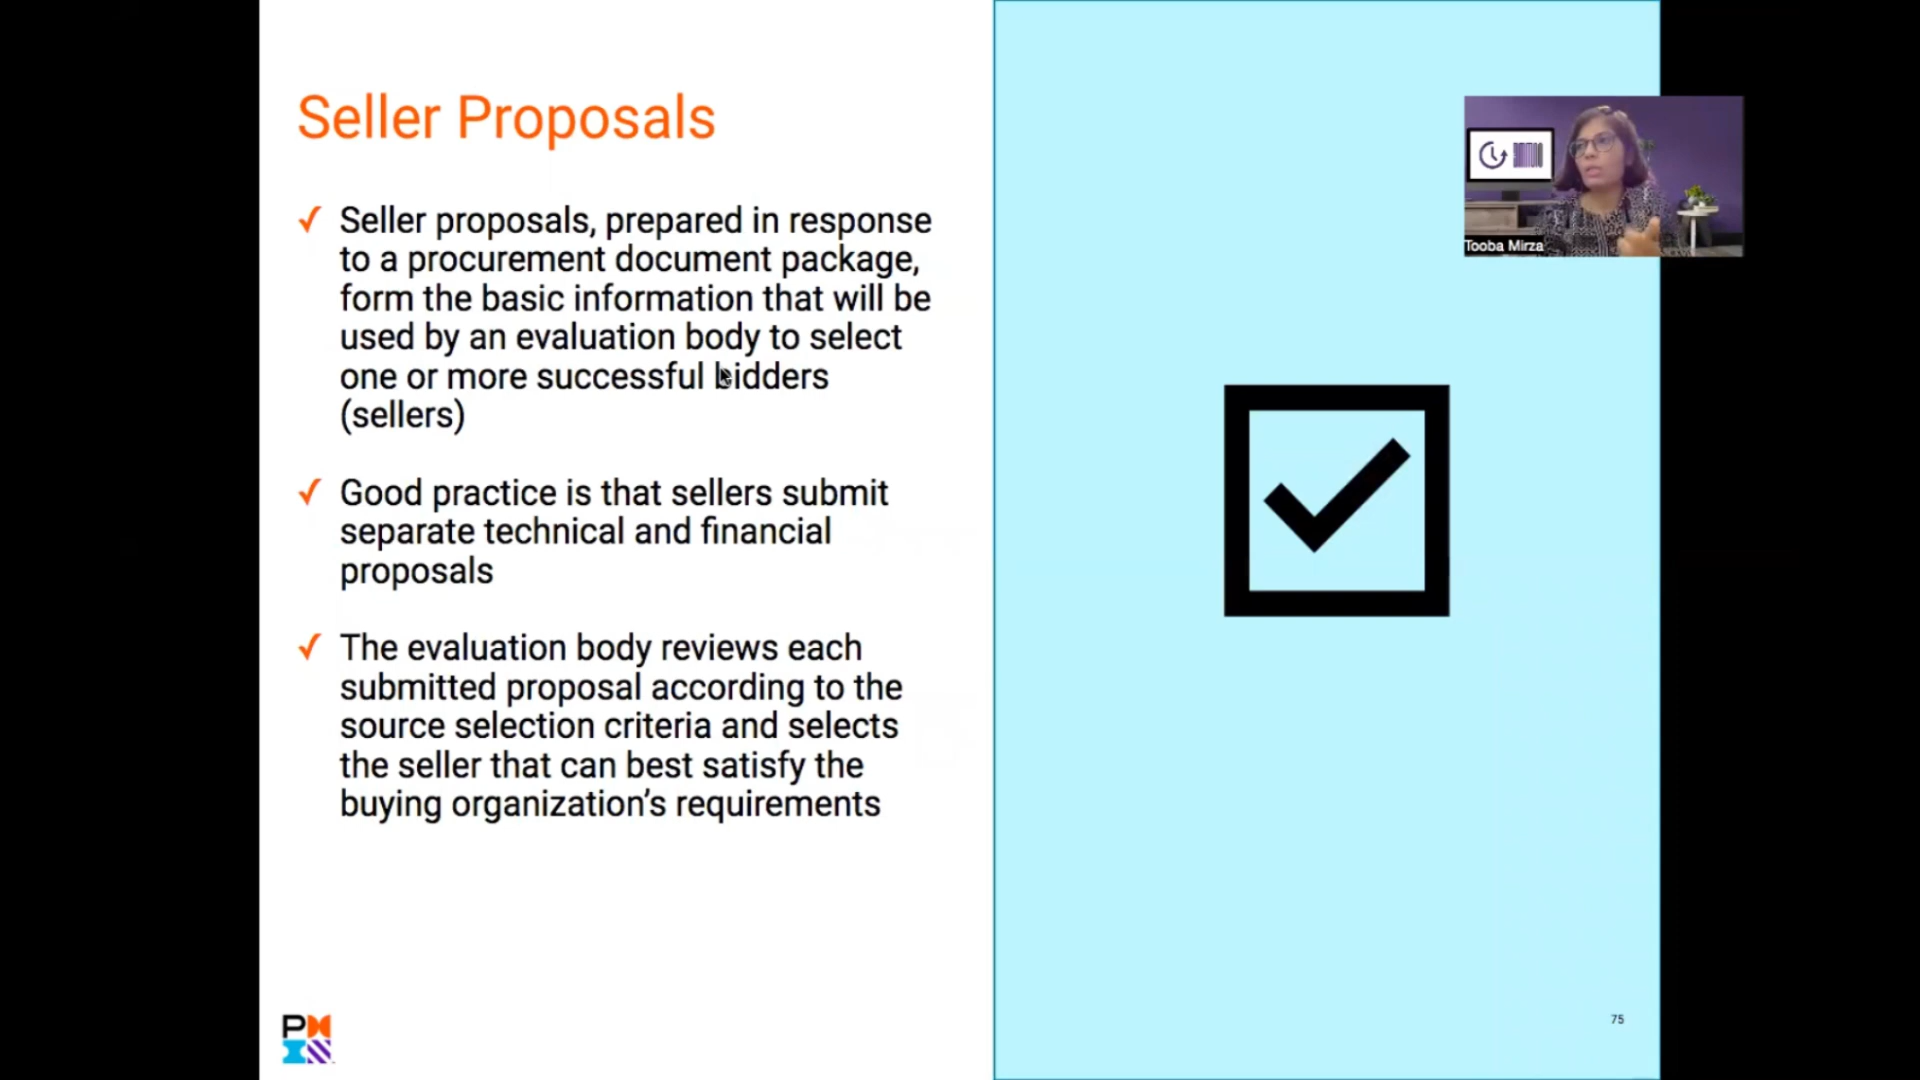 Seller Proposals
✓ Seller proposals, prepared in response
to a procurement document package,
form the basic information that will be
used by an evaluation body to select
one or more successful bidders
(sellers)
✓ Good practice is that sellers submit
separate technical and financial
proposals
✓ The evaluation body reviews each
submitted proposal according to the
source selection criteria and selects
the seller that can best satisfy the
buying organization’s requirements
Tooba Mirza
75